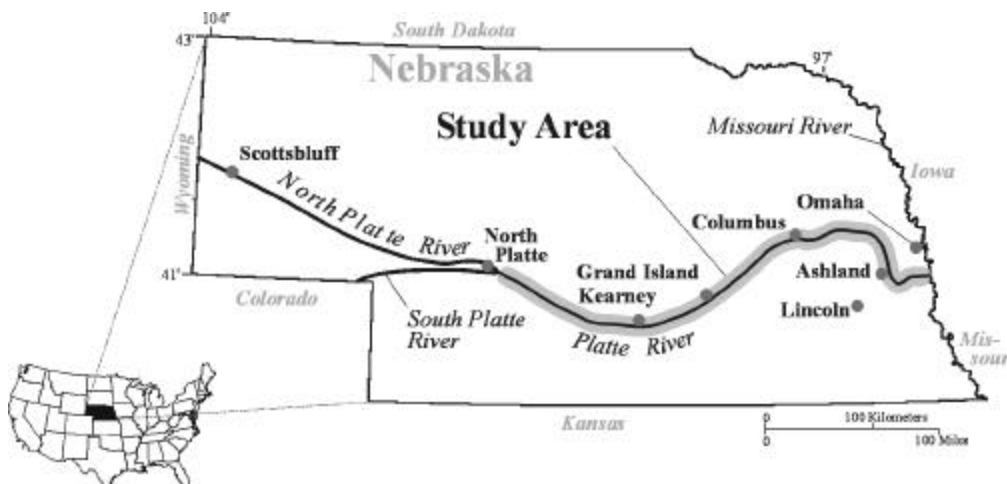 104°
South Dakota
43°
Nebraska
97°
Study Area
Missouri River
Wyoming
Scottsbluff
Iowa
North Platte River
Omaha
Columbus
North
Platte
Grand Island
Kearney
Ashland
41°
Colorado
South Platte
River
Lincoln
Platte River
Mis-
souri
Kansas
0 100 Kilometers
0 100 Miles